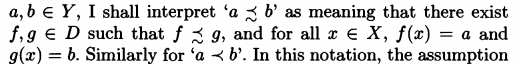 a, b ∈ Y, I shall interpret ‘a ≾ b’ as meaning that there exist
f, g ∈ D such that f ≾ g, and for all x ∈ X, f(x) = a and
g(x) = b. Similarly for ‘a ≺ b’. In this notation, the assumption